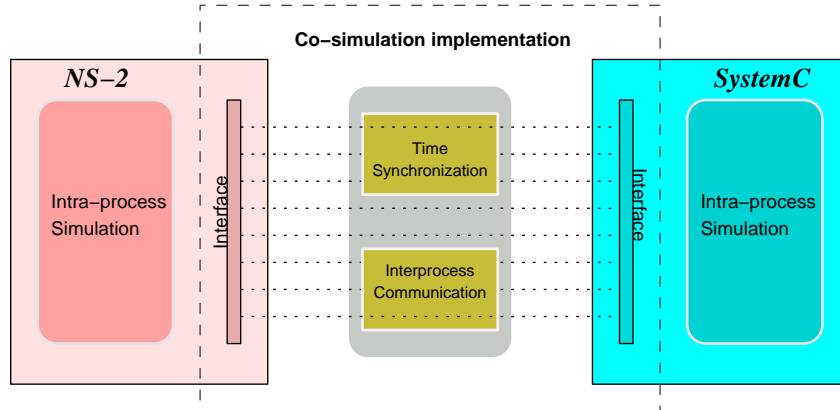 Co−simulation implementation
NS−2
SystemC
Intra−process
Simulation
Interface
Time
Synchronization
Interprocess
Communication
Interface
Intra−process
Simulation